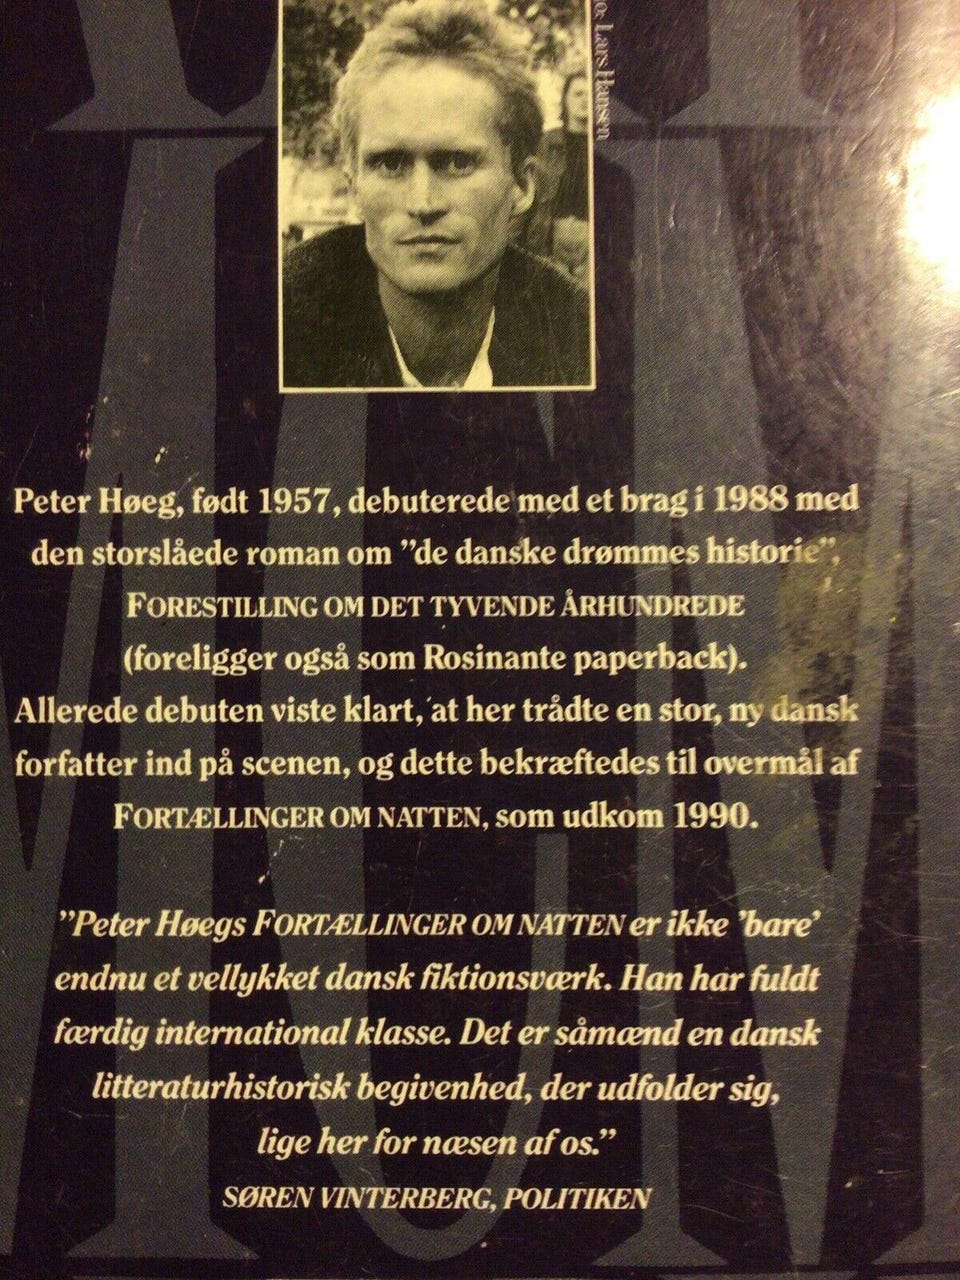 Lars Hansen
Peter Høeg, født 1957, debuterede med et brag i 1988 med
den storslåede roman om ”de danske drømmes historie”,
FORESTILLING OM DET TYVENDE ÅRHUNDREDE
(foreligger også som Rosinante paperback).
Allerede debuten viste klart, at her trådte en stor, ny dansk
forfatter ind på scenen, og dette bekræftedes til overmål af
FORTÆLLINGER OM NATTEN, som udkom 1990.
”Peter Høegs FORTÆLLINGER OM NATTEN er ikke ’bare’
endnu et vellykket dansk fiktionsværk. Han har fuldt
færdig international klasse. Det er såmænd en dansk
litteraturhistorisk begivenhed, der udfolder sig,
lige her for næsen af os.”
SØREN VINTERBERG, POLITIKEN